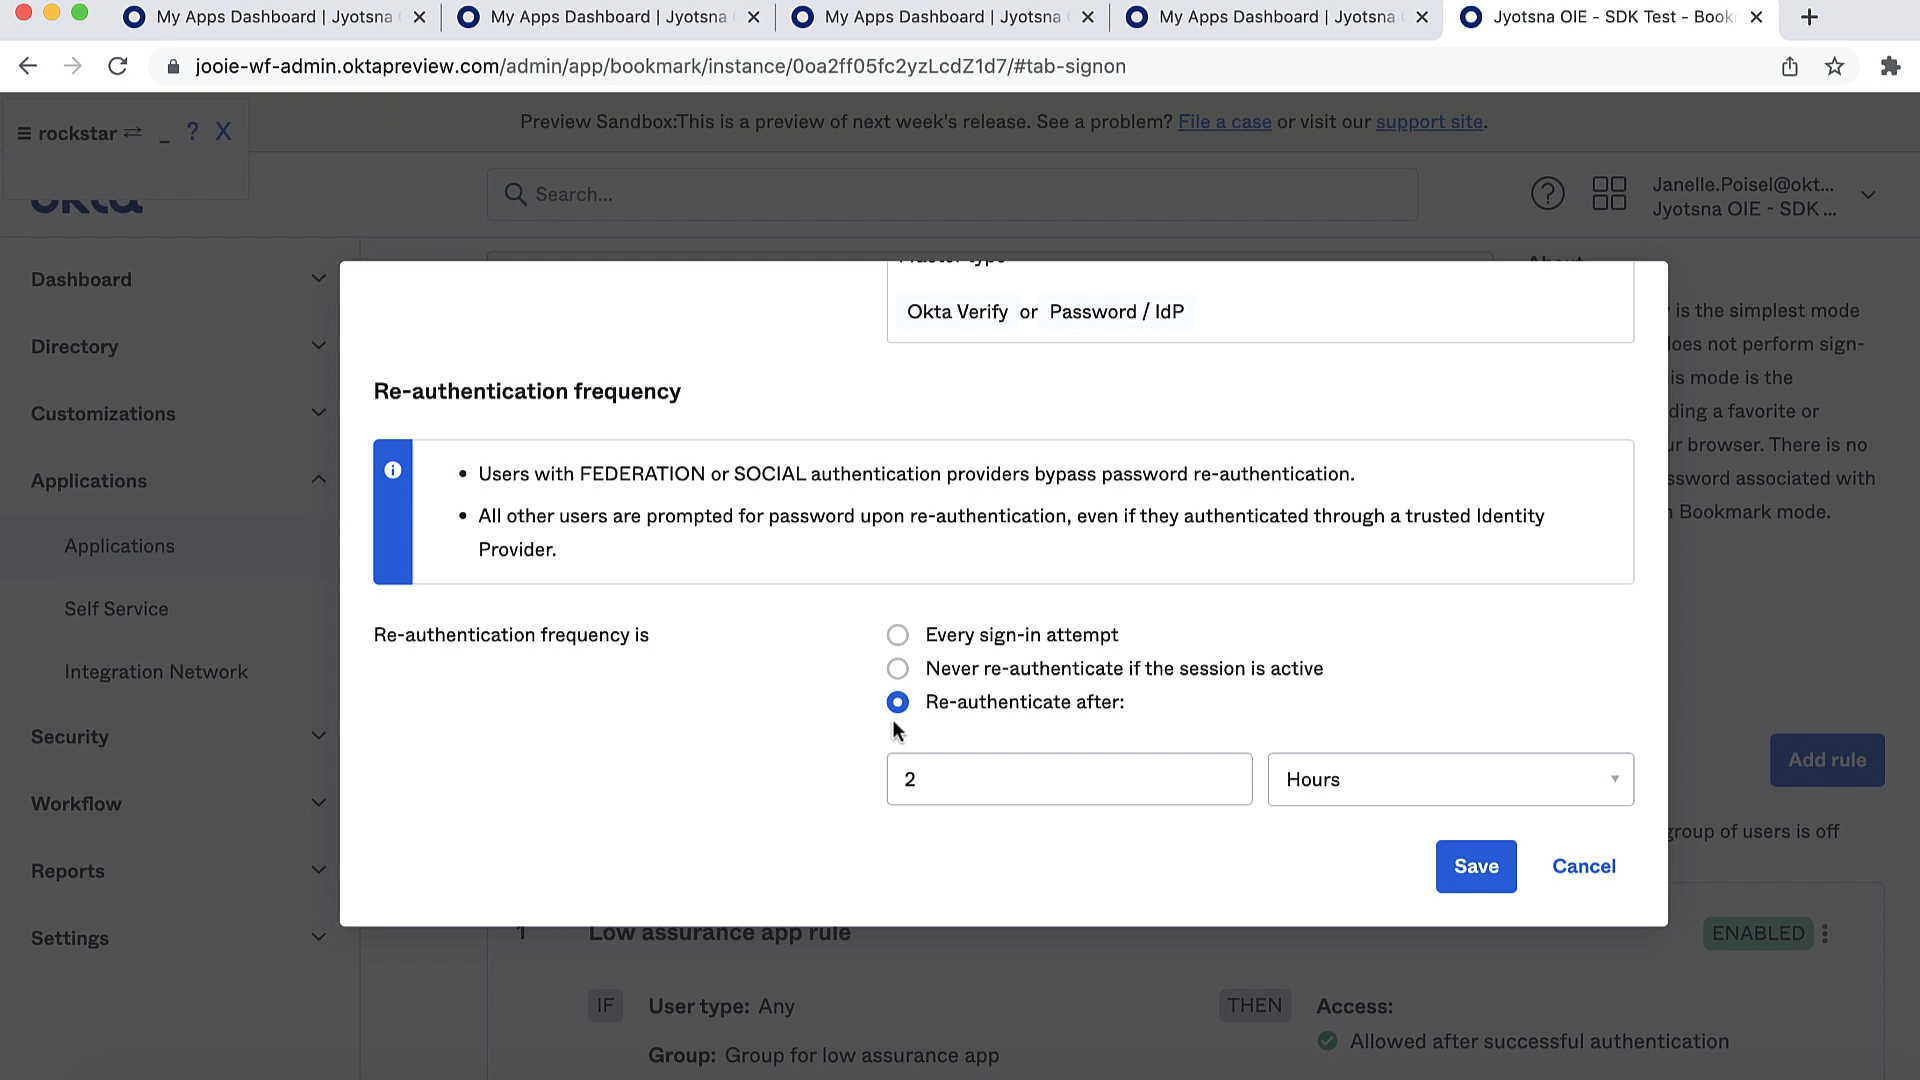 My Apps Dashboard | Jyotsna
My Apps Dashboard | Jyotsna
My Apps Dashboard | Jyotsna
My Apps Dashboard | Jyotsna
Jyotsna OIE - SDK Test - Book
jooie-wf-admin.oktapreview.com/admin/app/bookmark/instance/0oa2ff05fc2yzLcdZ1d7/#tab-signon
rockstar _ ? X
Preview Sandbox:This is a preview of next week's release. See a problem? File a case or visit our support site.
okta
Search...
Janelle.Poisel@okt...
Jyotsna OIE - SDK ...
Dashboard
Directory
Customizations
Applications
Applications
Self Service
Integration Network
Security
Workflow
Reports
Settings
About
is the simplest mode
does not perform sign-
is mode is the
ding a favorite or
ur browser. There is no
ssword associated with
Bookmark mode.
Okta Verify or Password / IdP
Re-authentication frequency
• Users with FEDERATION or SOCIAL authentication providers bypass password re-authentication.
• All other users are prompted for password upon re-authentication, even if they authenticated through a trusted Identity
Provider.
Re-authentication frequency is
Every sign-in attempt
Never re-authenticate if the session is active
Re-authenticate after:
2
Hours
Save
Cancel
Add rule
group of users is off
1
Low assurance app rule
ENABLED
IF
User type: Any
Group: Group for low assurance app
THEN
Access:
Allowed after successful authentication